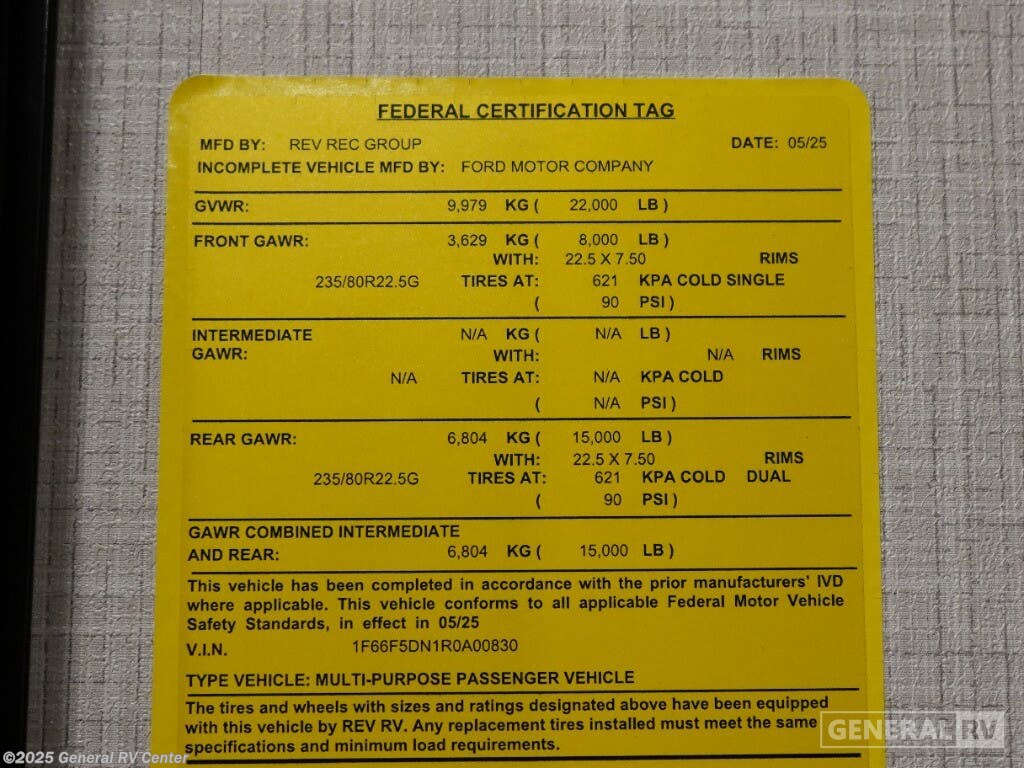 FEDERAL CERTIFICATION TAG
MFD BY: REV REC GROUP DATE: 05/25
INCOMPLETE VEHICLE MFD BY: FORD MOTOR COMPANY
GVWR: 9,979 KG ( 22,000 LB )
FRONT GAWR: 3,629 KG ( 8,000 LB )
WITH: 22.5 X 7.50 RIMS
235/80R22.5G TIRES AT: 621 KPA COLD SINGLE
( 90 PSI )
INTERMEDIATE N/A KG ( N/A LB )
GAWR: WITH: N/A RIMS
N/A TIRES AT: N/A KPA COLD
( N/A PSI )
REAR GAWR: 6,804 KG ( 15,000 LB )
WITH: 22.5 X 7.50 RIMS
235/80R22.5G TIRES AT: 621 KPA COLD DUAL
( 90 PSI )
GAWR COMBINED INTERMEDIATE
AND REAR: 6,804 KG ( 15,000 LB )
This vehicle has been completed in accordance with the prior manufacturers' IVD
where applicable. This vehicle conforms to all applicable Federal Motor Vehicle
Safety Standards, in effect in 05/25
V.I.N. 1F66F5DN1R0A00830
TYPE VEHICLE: MULTI-PURPOSE PASSENGER VEHICLE
The tires and wheels with sizes and ratings designated above have been equipped
with this vehicle by REV RV. Any replacement tires installed must meet the same
specifications and minimum load requirements.
GENERAL RV
©2025 General RV Center